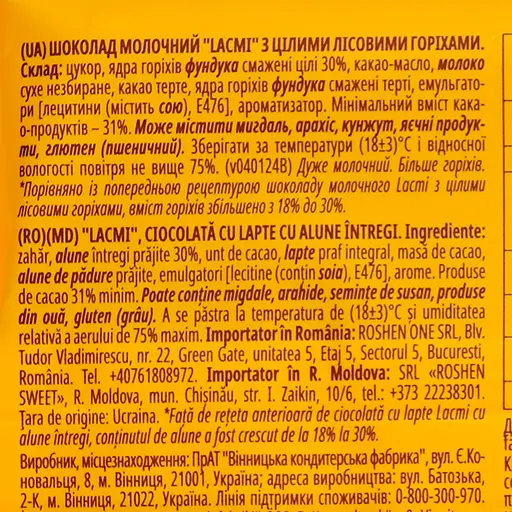 (UA) ШОКОЛАД МОЛОЧНИЙ "LACMI" З ЦІЛИМИ ЛІСОВИМИ ГОРІХАМИ.
Склад: цукор, ядра горіхів фундука смажені цілі 30%, какао-масло, молоко
сухе незбиране, какао терте, ядра горіхів фундука смажені терті, емульгато-
ри [лецитини (містить сою), Е476], ароматизатор. Мінімальний вміст кака-
о-продуктів – 31%. Може містити мигдаль, арахіс, кунжут, яєчні продук-
ти, глютен (пшеничний). Зберігати за температури (18±3)°С і відносної
вологості повітря не вище 75%. (v040124B) Дуже молочний. Більше горіхів.
*Порівняно із попередньою рецептурою шоколаду молочного Lacmi з цілими
лісовими горіхами, вміст горіхів збільшено з 18% до 30%.
(RO)(MD) "LACMI", CIOCOLATĂ CU LAPTE CU ALUNE ÎNTREGI. Ingrediente:
zahăr, alune întregi prăjite 30%, unt de cacao, lapte praf integral, masă de cacao,
alune de pădure prăjite, emulgatori [lecitine (conțin soia), E476], arome. Produse
de cacao 31% minim. Poate conține migdale, arahide, semințe de susan, produse
din ouă, gluten (grâu). A se păstra la temperatura de (18±3)°C și umiditatea
relativă a aerului de 75% maxim. Importator în România: ROSHEN ONE SRL, Blv.
Tudor Vladimirescu, nr. 22, Green Gate, unitatea 5, Etaj 5, Sectorul 5, București,
România. Tel. +40761808972. Importator în R. Moldova: SRL «ROSHEN
SWEET», R. Moldova, mun. Chișinău, str. I. Zaikin, 10/6, tel.: +373 22238301.
Țara de origine: Ucraina. *Față de rețeta anterioară de ciocolată cu lapte Lacmi cu
alune întregi, conținutul de alune a fost crescut de la 18% la 30%.
Виробник, місцезнаходження: ПрАТ "Вінницька кондитерська фабрика", вул. Є.Ко-
новальця, 8, м. Вінниця, 21001, Україна; адреса виробництва: вул. Батозька,
2-К, м. Вінниця, 21022, Україна. Лінія підтримки споживачів: 0-800-300-970.